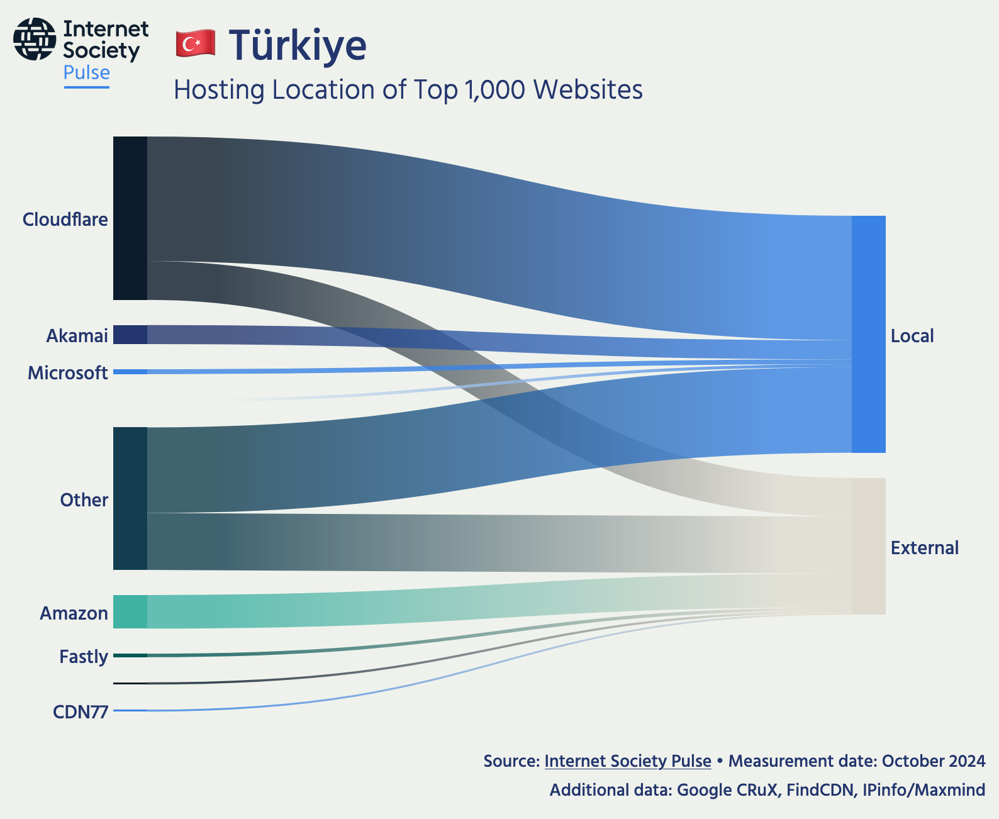 Internet
Society
Pulse
Türkiye
Hosting Location of Top 1,000 Websites
Cloudflare
Akamai
Microsoft
Other
Amazon
Fastly
CDN77
Local
External
Source: Internet Society Pulse • Measurement date: October 2024
Additional data: Google CRuX, FindCDN, IPinfo/Maxmind